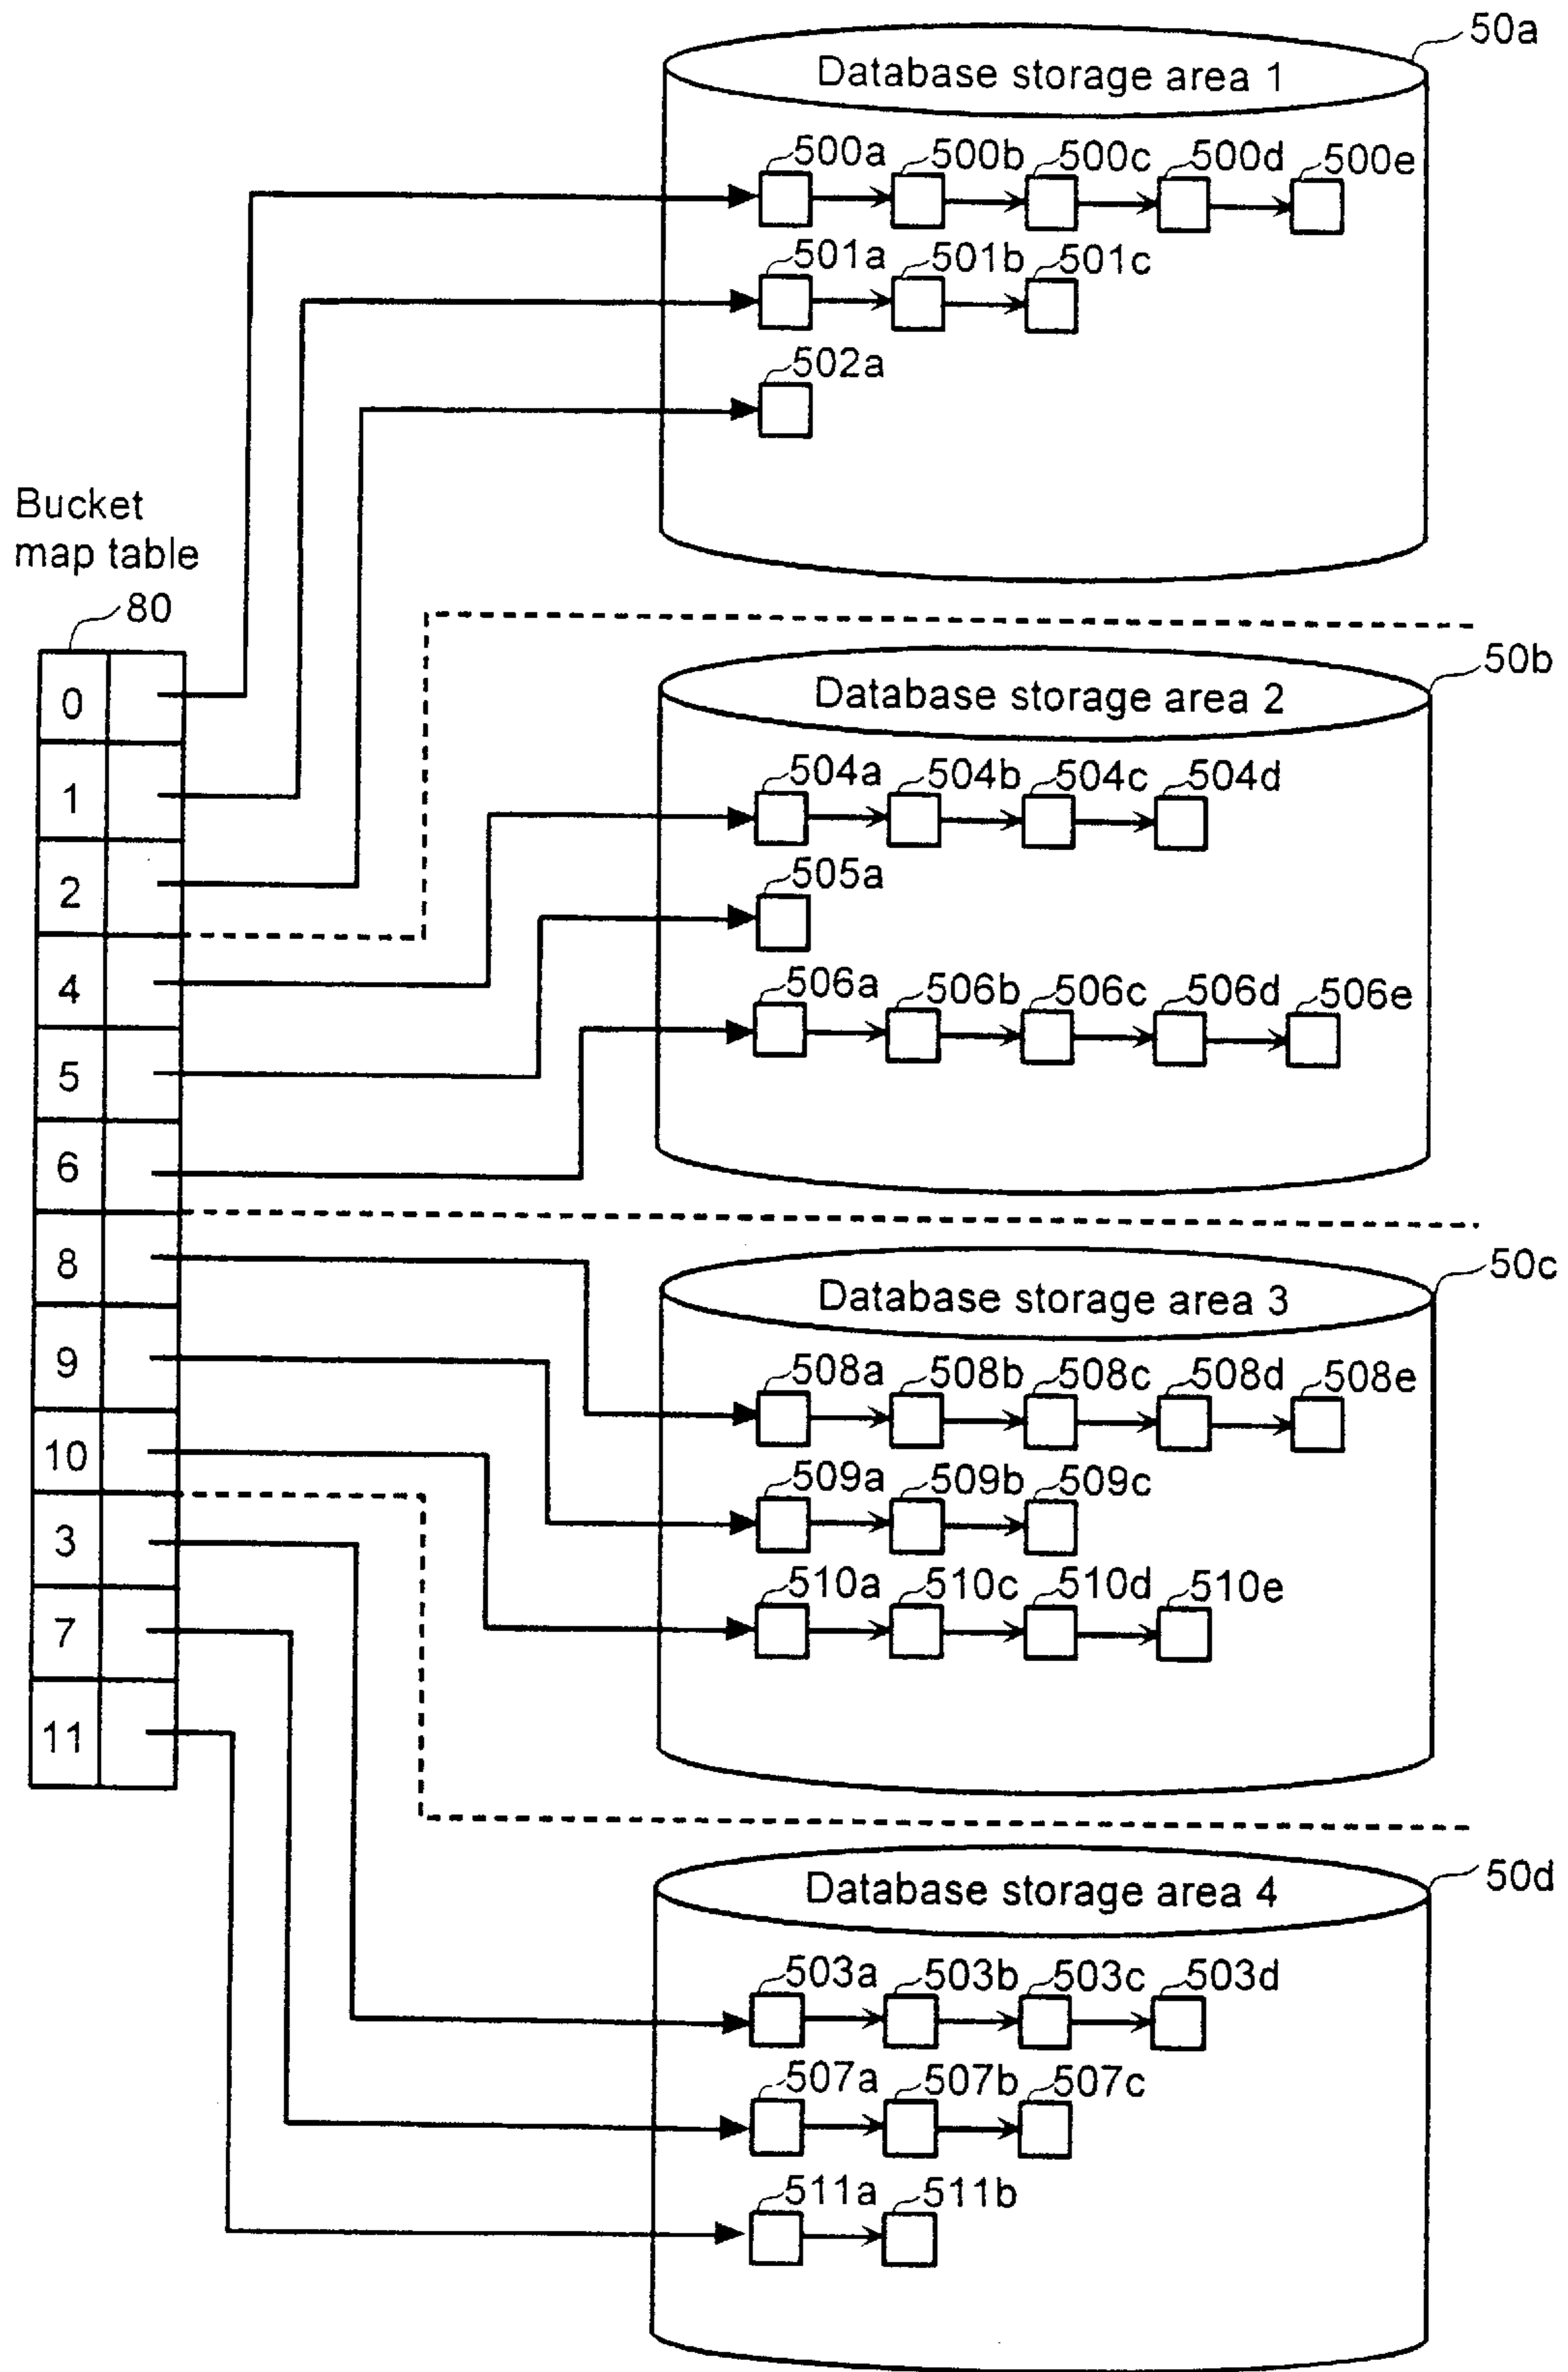 50a
Database storage area 1
500a 500b 500c 500d 500e
501a 501b 501c
502a
Bucket
map table
80
0
1
2
4
5
6
8
9
10
3
7
11
50b
Database storage area 2
504a 504b 504c 504d
505a
506a 506b 506c 506d 506e
50c
Database storage area 3
508a 508b 508c 508d 508e
509a 509b 509c
510a 510c 510d 510e
50d
Database storage area 4
503a 503b 503c 503d
507a 507b 507c
511a 511b